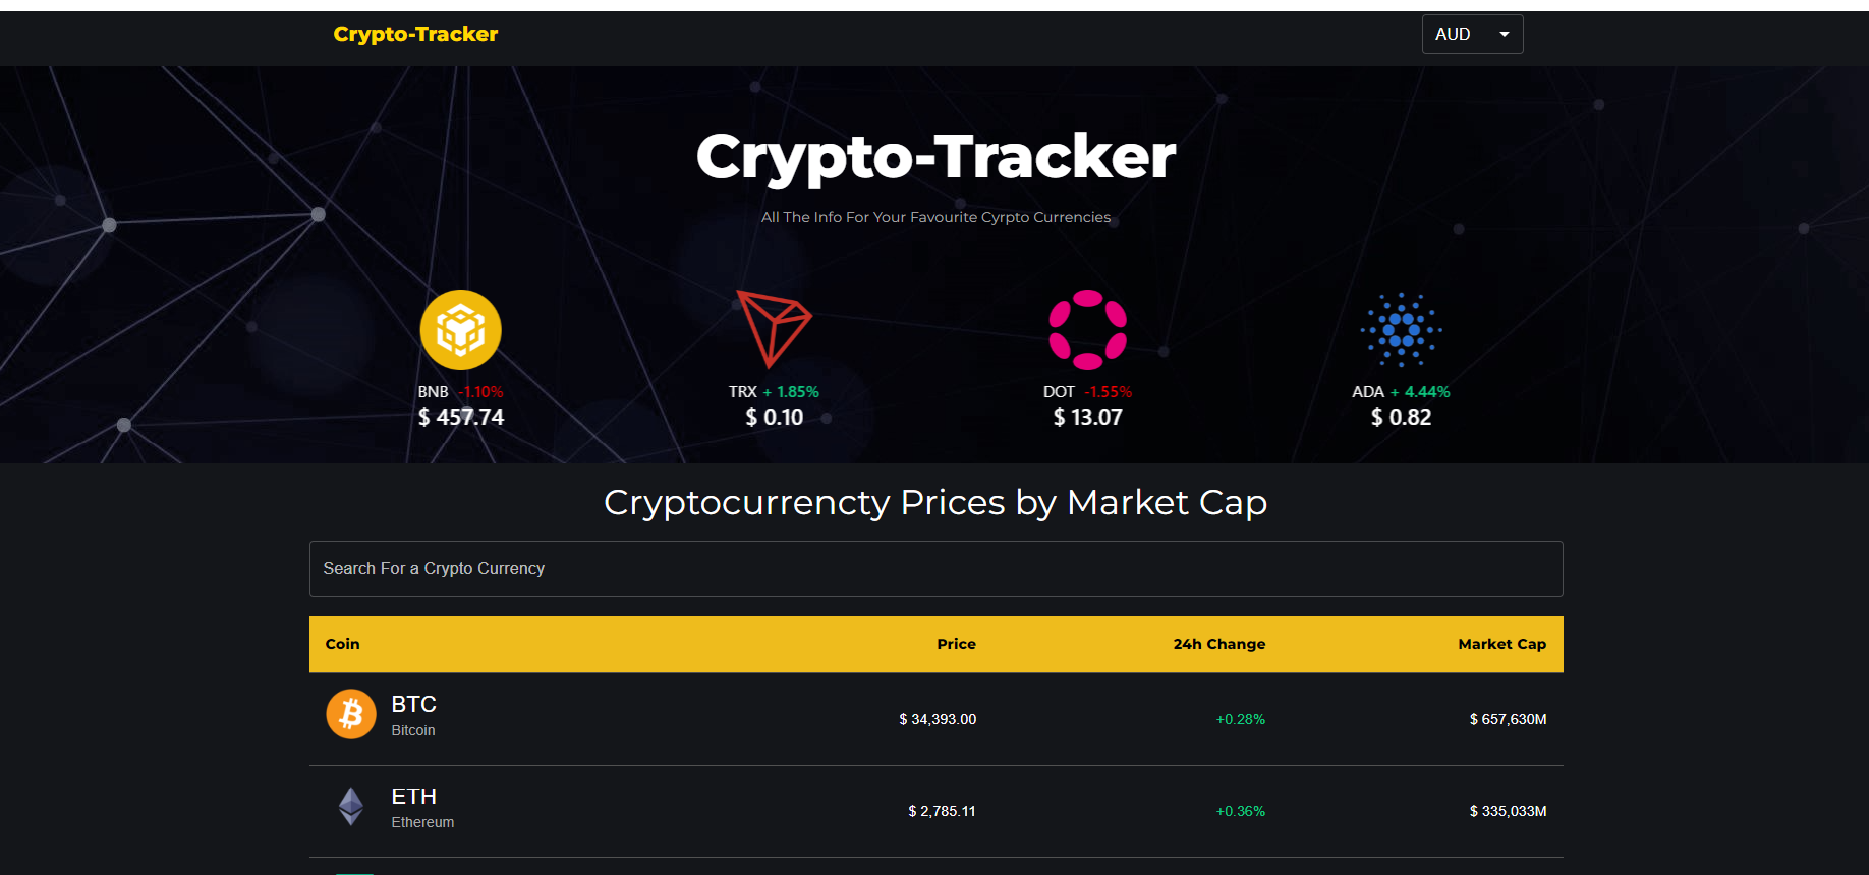 Crypto-Tracker
AUD
Crypto-Tracker
All The Info For Your Favourite Cyrpto Currencies
BNB -1.10%
$ 457.74
TRX + 1.85%
$ 0.10
DOT -1.55%
$ 13.07
ADA + 4.44%
$ 0.82
Cryptocurrencty Prices by Market Cap
Search For a Crypto Currency
Coin Price 24h Change Market Cap
BTC
Bitcoin
$ 34,393.00 +0.28% $ 657,630M
ETH
Ethereum
$ 2,785.11 +0.36% $ 335,033M